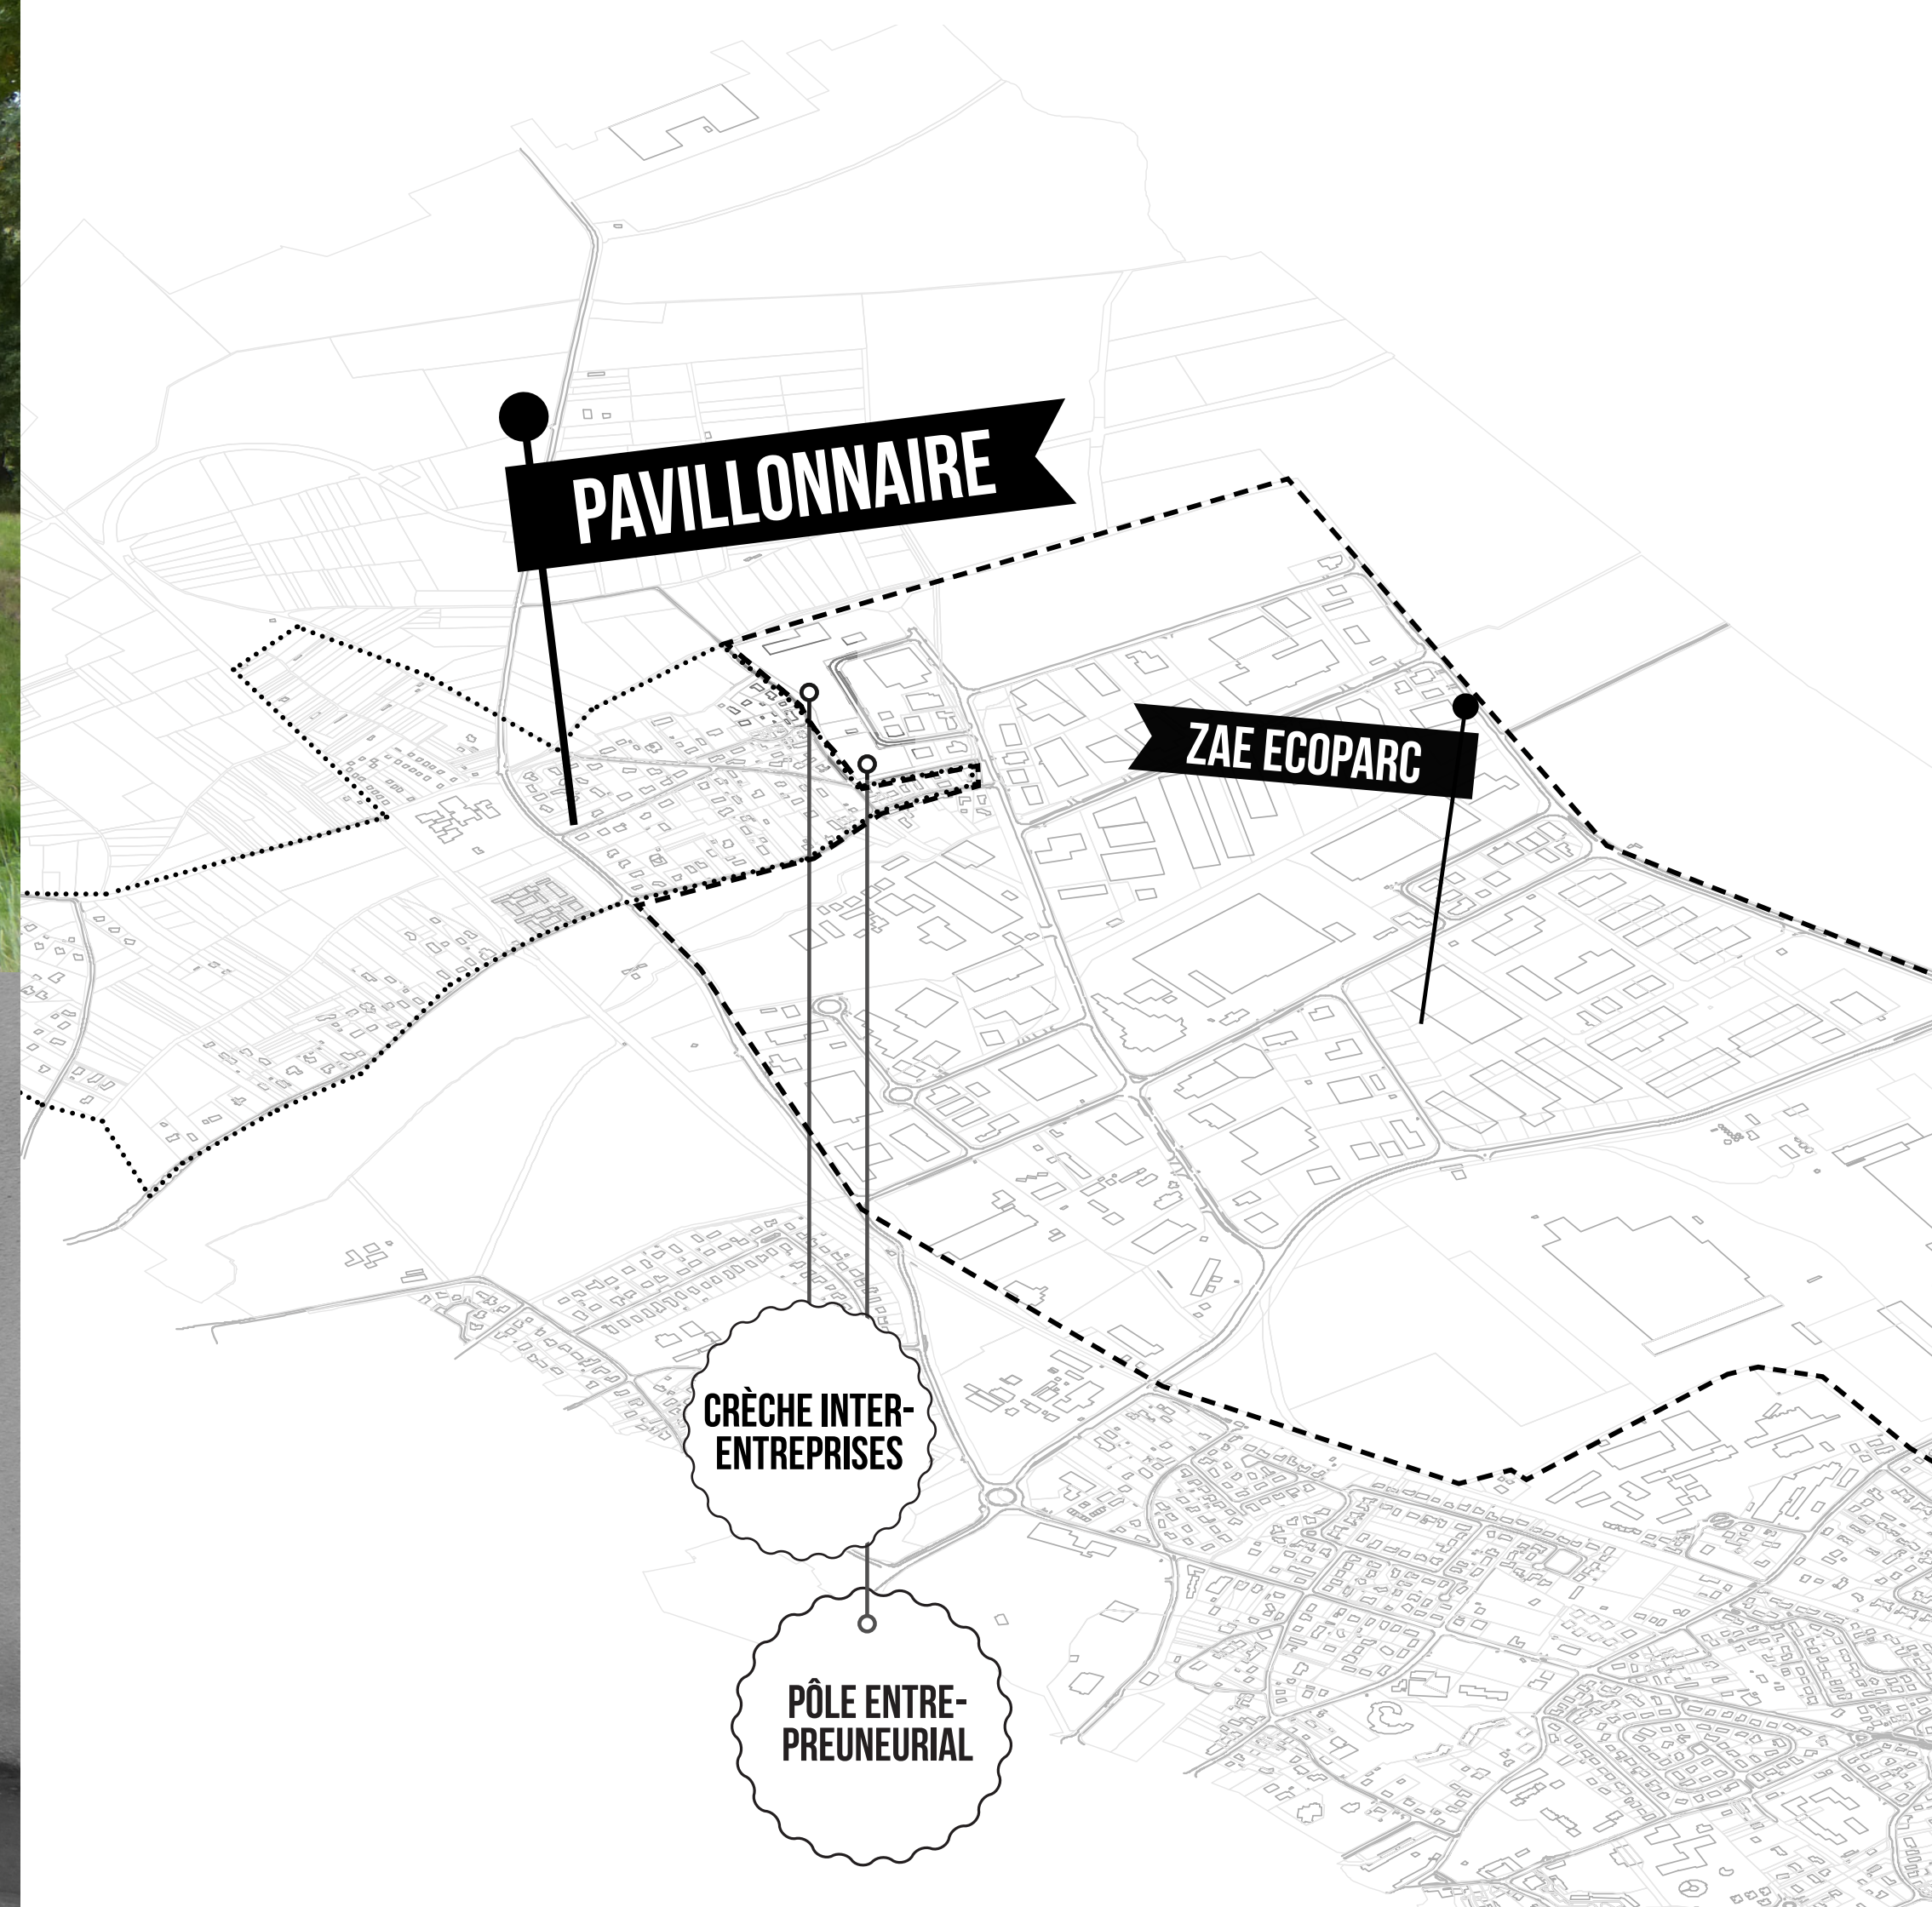 PAVILLONNAIRE
ZAE ECOPARC
CRÈCHE INTER-
ENTREPRISES
PÔLE ENTRE-
PREUNEURIAL